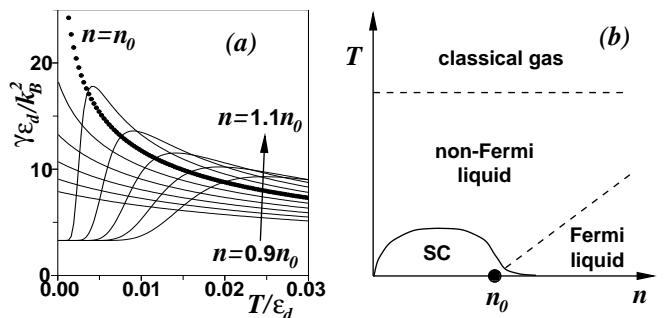 20
10
0
γε_d/k_B^2
n=n_0
(a)
n=1.1n_0
n=0.9n_0
0.00 0.01 0.02 0.03
T/ε_d
(b)
T
classical gas
non-Fermi
liquid
SC
Fermi
liquid
n_0
n